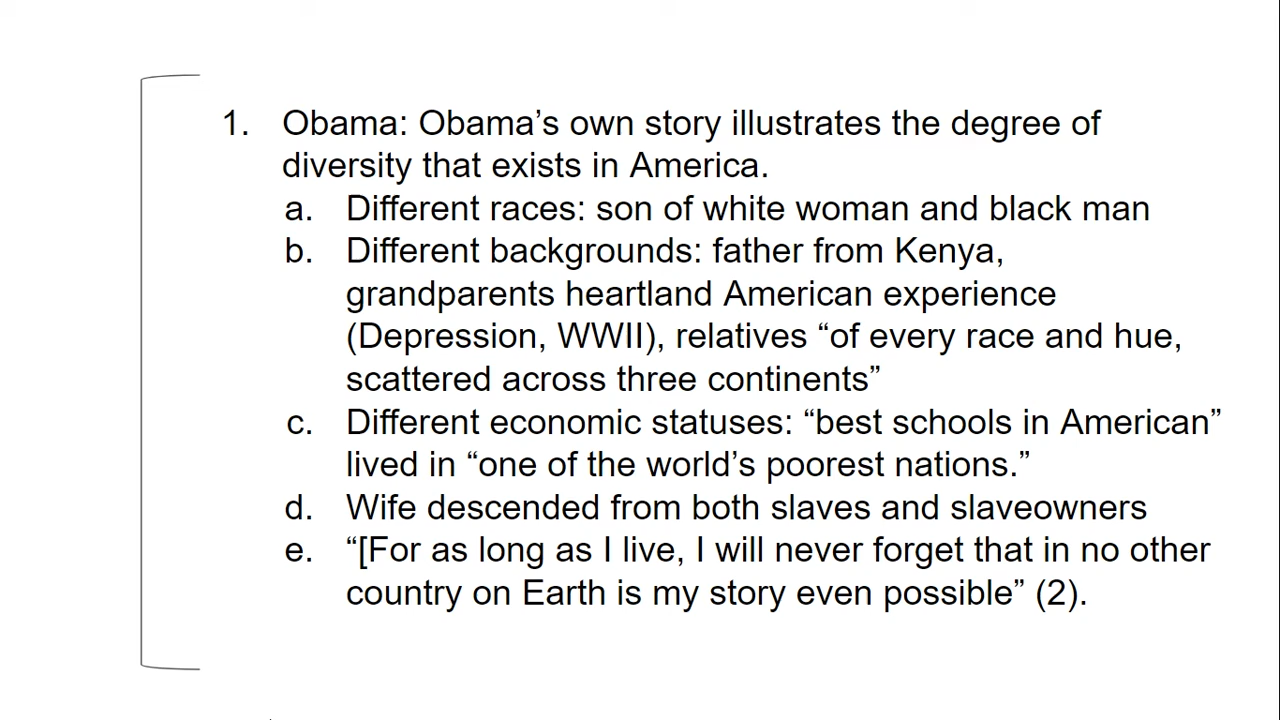 1. Obama: Obama’s own story illustrates the degree of
diversity that exists in America.
a. Different races: son of white woman and black man
b. Different backgrounds: father from Kenya,
grandparents heartland American experience
(Depression, WWII), relatives “of every race and hue,
scattered across three continents”
c. Different economic statuses: “best schools in American”
lived in “one of the world’s poorest nations.”
d. Wife descended from both slaves and slaveowners
e. “[For as long as I live, I will never forget that in no other
country on Earth is my story even possible” (2).